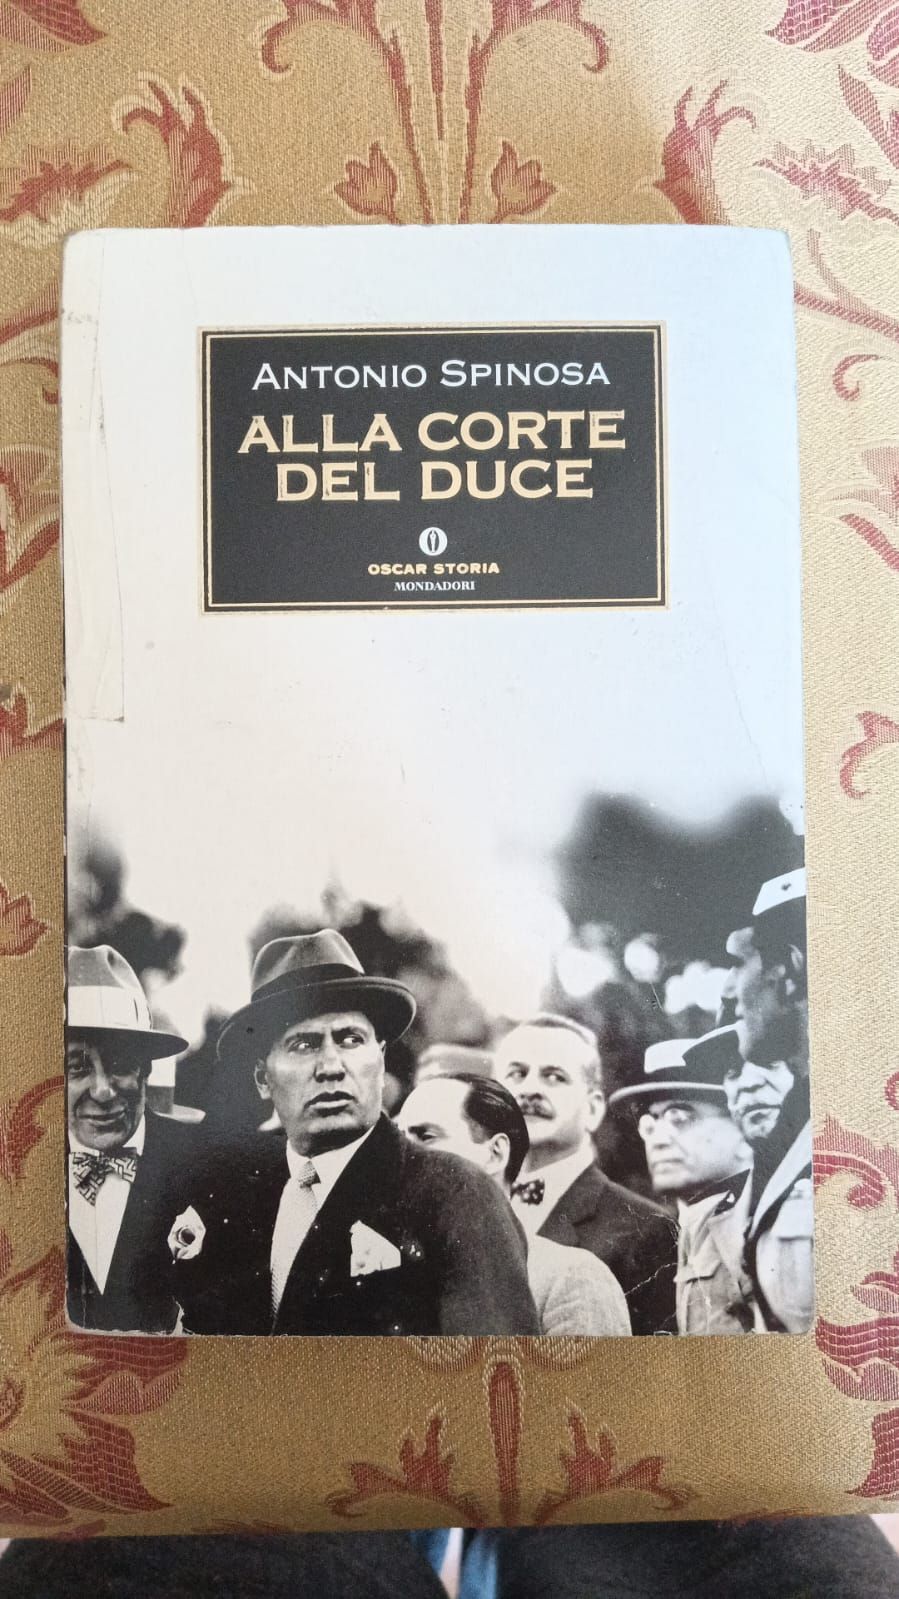 ANTONIO SPINOSA
ALLA CORTE
DEL DUCE
OSCAR STORIA
MONDADORI